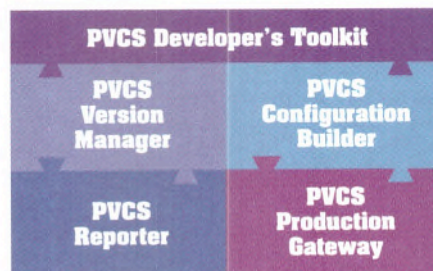 PVCS Developer's Toolkit
PVCS
Version
Manager
PVCS
Configuration
Builder
PVCS
Reporter
PVCS
Production
Gateway